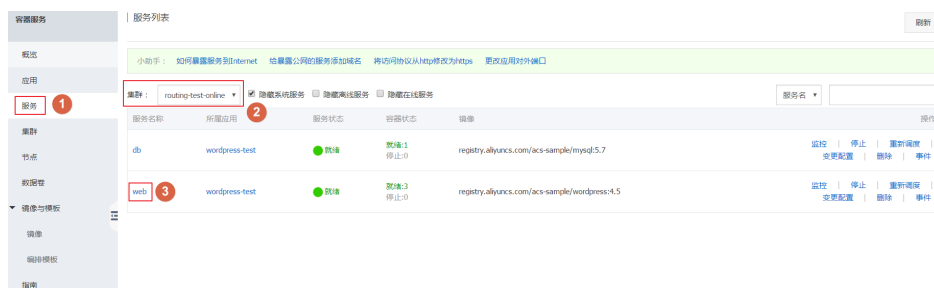 容器服务
服务列表
刷新
概览
小助手： 如何暴露服务到Internet 给暴露公网的服务添加域名 将访问协议从http修改为https 更改应用对外端口
应用
集群： routing-test-online 隐藏系统服务 隐藏离线服务 隐藏在线服务 服务名
服务 1
2
服务名称 所属应用 服务状态 容器状态 镜像 操作
集群
db wordpress-test 就绪 就绪:1 停止:0 registry.aliyuncs.com/acs-sample/mysql:5.7 监控 | 停止 | 重新调度 |
变更配置 | 删除 | 事件
节点
数据卷
web 3 wordpress-test 就绪 就绪:3 停止:0 registry.aliyuncs.com/acs-sample/wordpress:4.5 监控 | 停止 | 重新调度 |
变更配置 | 删除 | 事件
镜像与模板
镜像
编排模板
指南